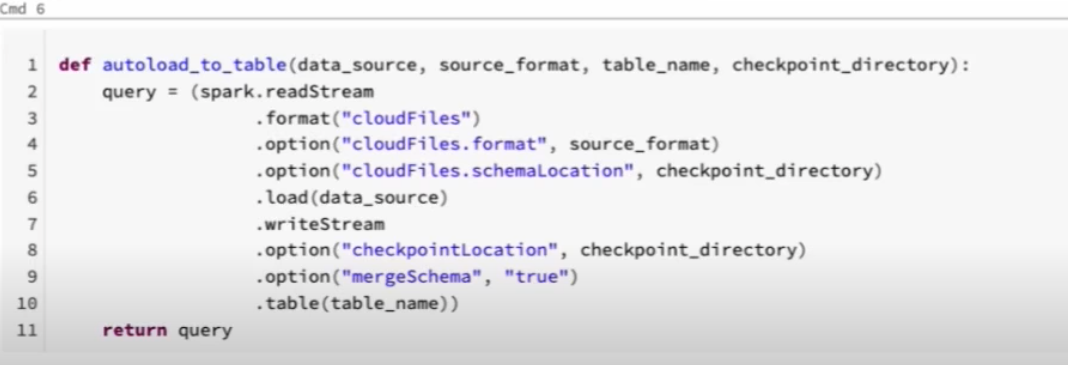 Cmd 6
1 def autoload_to_table(data_source, source_format, table_name, checkpoint_directory):
2     query = (spark.readStream
3                   .format("cloudFiles")
4                   .option("cloudFiles.format", source_format)
5                   .option("cloudFiles.schemaLocation", checkpoint_directory)
6                   .load(data_source)
7                   .writeStream
8                   .option("checkpointLocation", checkpoint_directory)
9                   .option("mergeSchema", "true")
10                  .table(table_name))
11    return query